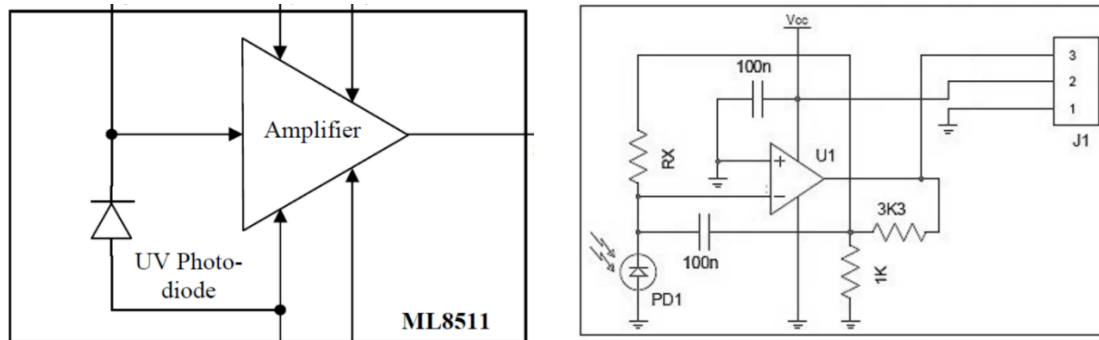 Amplifier
UV Photo-
diode
ML8511
Vcc
100n
3
2
1
J1
RX
+
U1
-
3K3
100n
1K
PD1